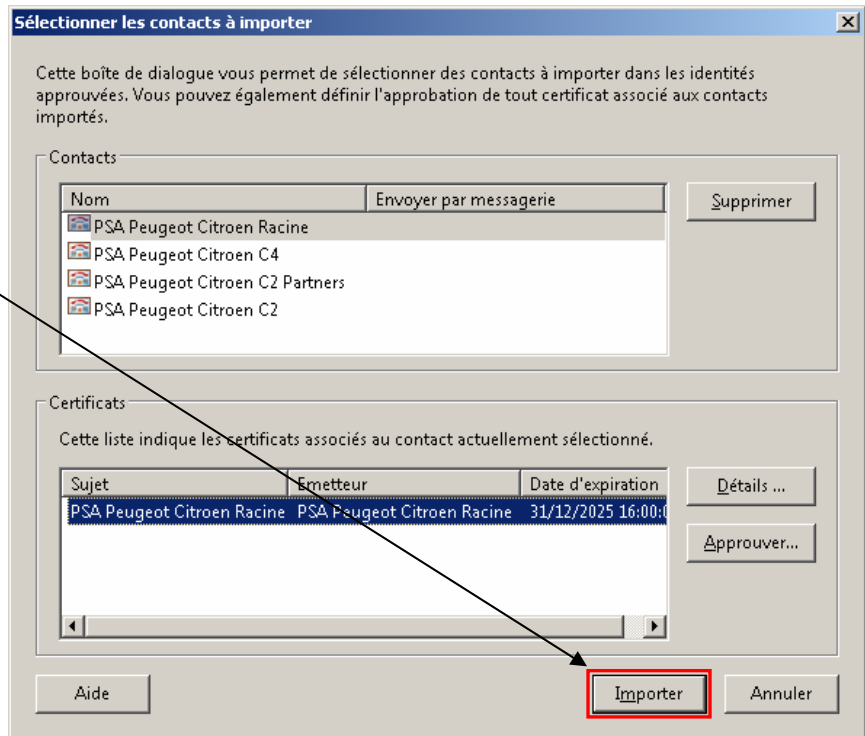 Sélectionner les contacts à importer
Cette boîte de dialogue vous permet de sélectionner des contacts à importer dans les identités
approuvées. Vous pouvez également définir l'approbation de tout certificat associé aux contacts
importés.
Contacts
Nom Envoyer par messagerie
Supprimer
PSA Peugeot Citroen Racine
PSA Peugeot Citroen C4
PSA Peugeot Citroen C2 Partners
PSA Peugeot Citroen C2
Certificats
Cette liste indique les certificats associés au contact actuellement sélectionné.
Sujet Emetteur Date d'expiration
Détails ...
PSA Peugeot Citroen Racine PSA Peugeot Citroen Racine 31/12/2025 16:00:
Approuver...
Aide Importer Annuler